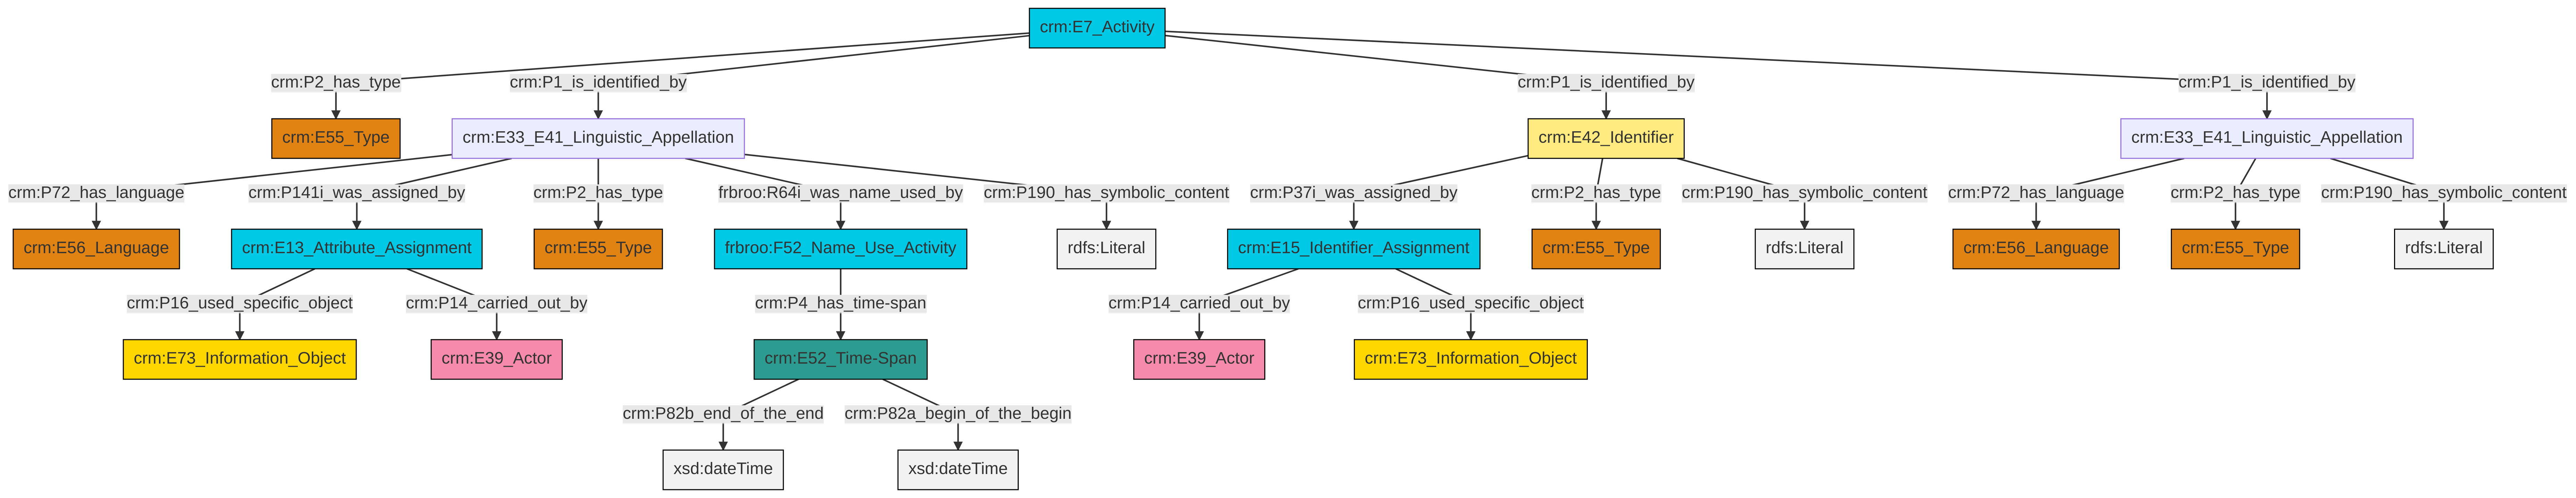 crm:E7_Activity
crm:P2_has_type
crm:P1_is_identified_by
crm:P1_is_identified_by
crm:P1_is_identified_by
crm:E55_Type
crm:E33_E41_Linguistic_Appellation
crm:E42_Identifier
crm:E33_E41_Linguistic_Appellation
crm:P72_has_language
crm:P141i_was_assigned_by
crm:P2_has_type
frbroo:R64i_was_name_used_by
crm:P190_has_symbolic_content
crm:P37i_was_assigned_by
crm:P2_has_type
crm:P190_has_symbolic_content
crm:P72_has_language
crm:P2_has_type
crm:P190_has_symbolic_content
crm:E56_Language
crm:E13_Attribute_Assignment
crm:E55_Type
frbroo:F52_Name_Use_Activity
rdfs:Literal
crm:E15_Identifier_Assignment
crm:E55_Type
rdfs:Literal
crm:E56_Language
crm:E55_Type
rdfs:Literal
crm:P16_used_specific_object
crm:P14_carried_out_by
crm:P4_has_time-span
crm:P14_carried_out_by
crm:P16_used_specific_object
crm:E73_Information_Object
crm:E39_Actor
crm:E52_Time-Span
crm:E39_Actor
crm:E73_Information_Object
crm:P82b_end_of_the_end
crm:P82a_begin_of_the_begin
xsd:dateTime
xsd:dateTime